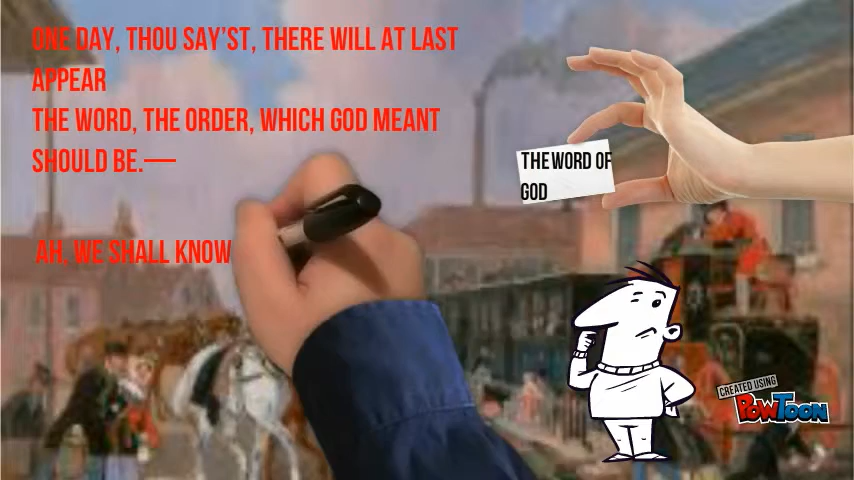 ONE DAY, THOU SAY'ST, THERE WILL AT LAST
APPEAR
THE WORD, THE ORDER, WHICH GOD MEANT
SHOULD BE.—
THE WORD OF
GOD
AH, WE SHALL KNOW
CREATED USING
POWTOON